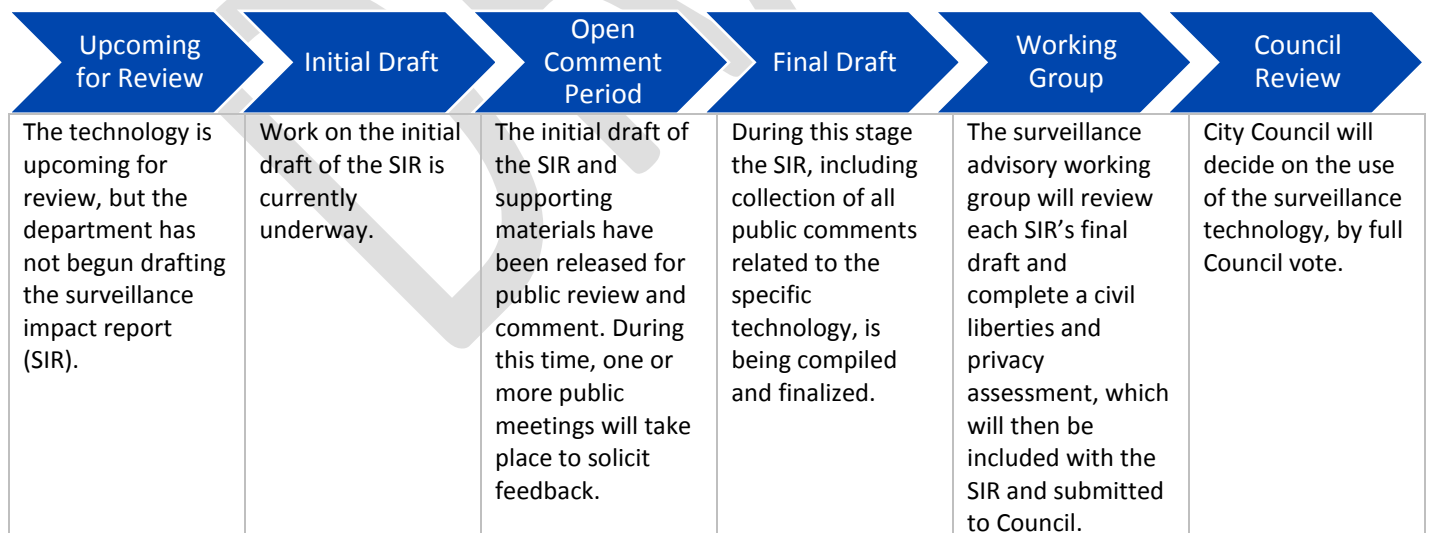 Upcoming
for Review
Initial Draft
Open
Comment
Period
Final Draft
Working
Group
Council
Review
The technology is
upcoming for
review, but the
department has
not begun drafting
the surveillance
impact report
(SIR).
Work on the initial
draft of the SIR is
currently
underway.
The initial draft of
the SIR and
supporting
materials have
been released for
public review and
comment. During
this time, one or
more public
meetings will take
place to solicit
feedback.
During this stage
the SIR, including
collection of all
public comments
related to the
specific
technology, is
being compiled
and finalized.
The surveillance
advisory working
group will review
each SIR’s final
draft and
complete a civil
liberties and
privacy
assessment, which
will then be
included with the
SIR and submitted
to Council.
City Council will
decide on the use
of the surveillance
technology, by full
Council vote.